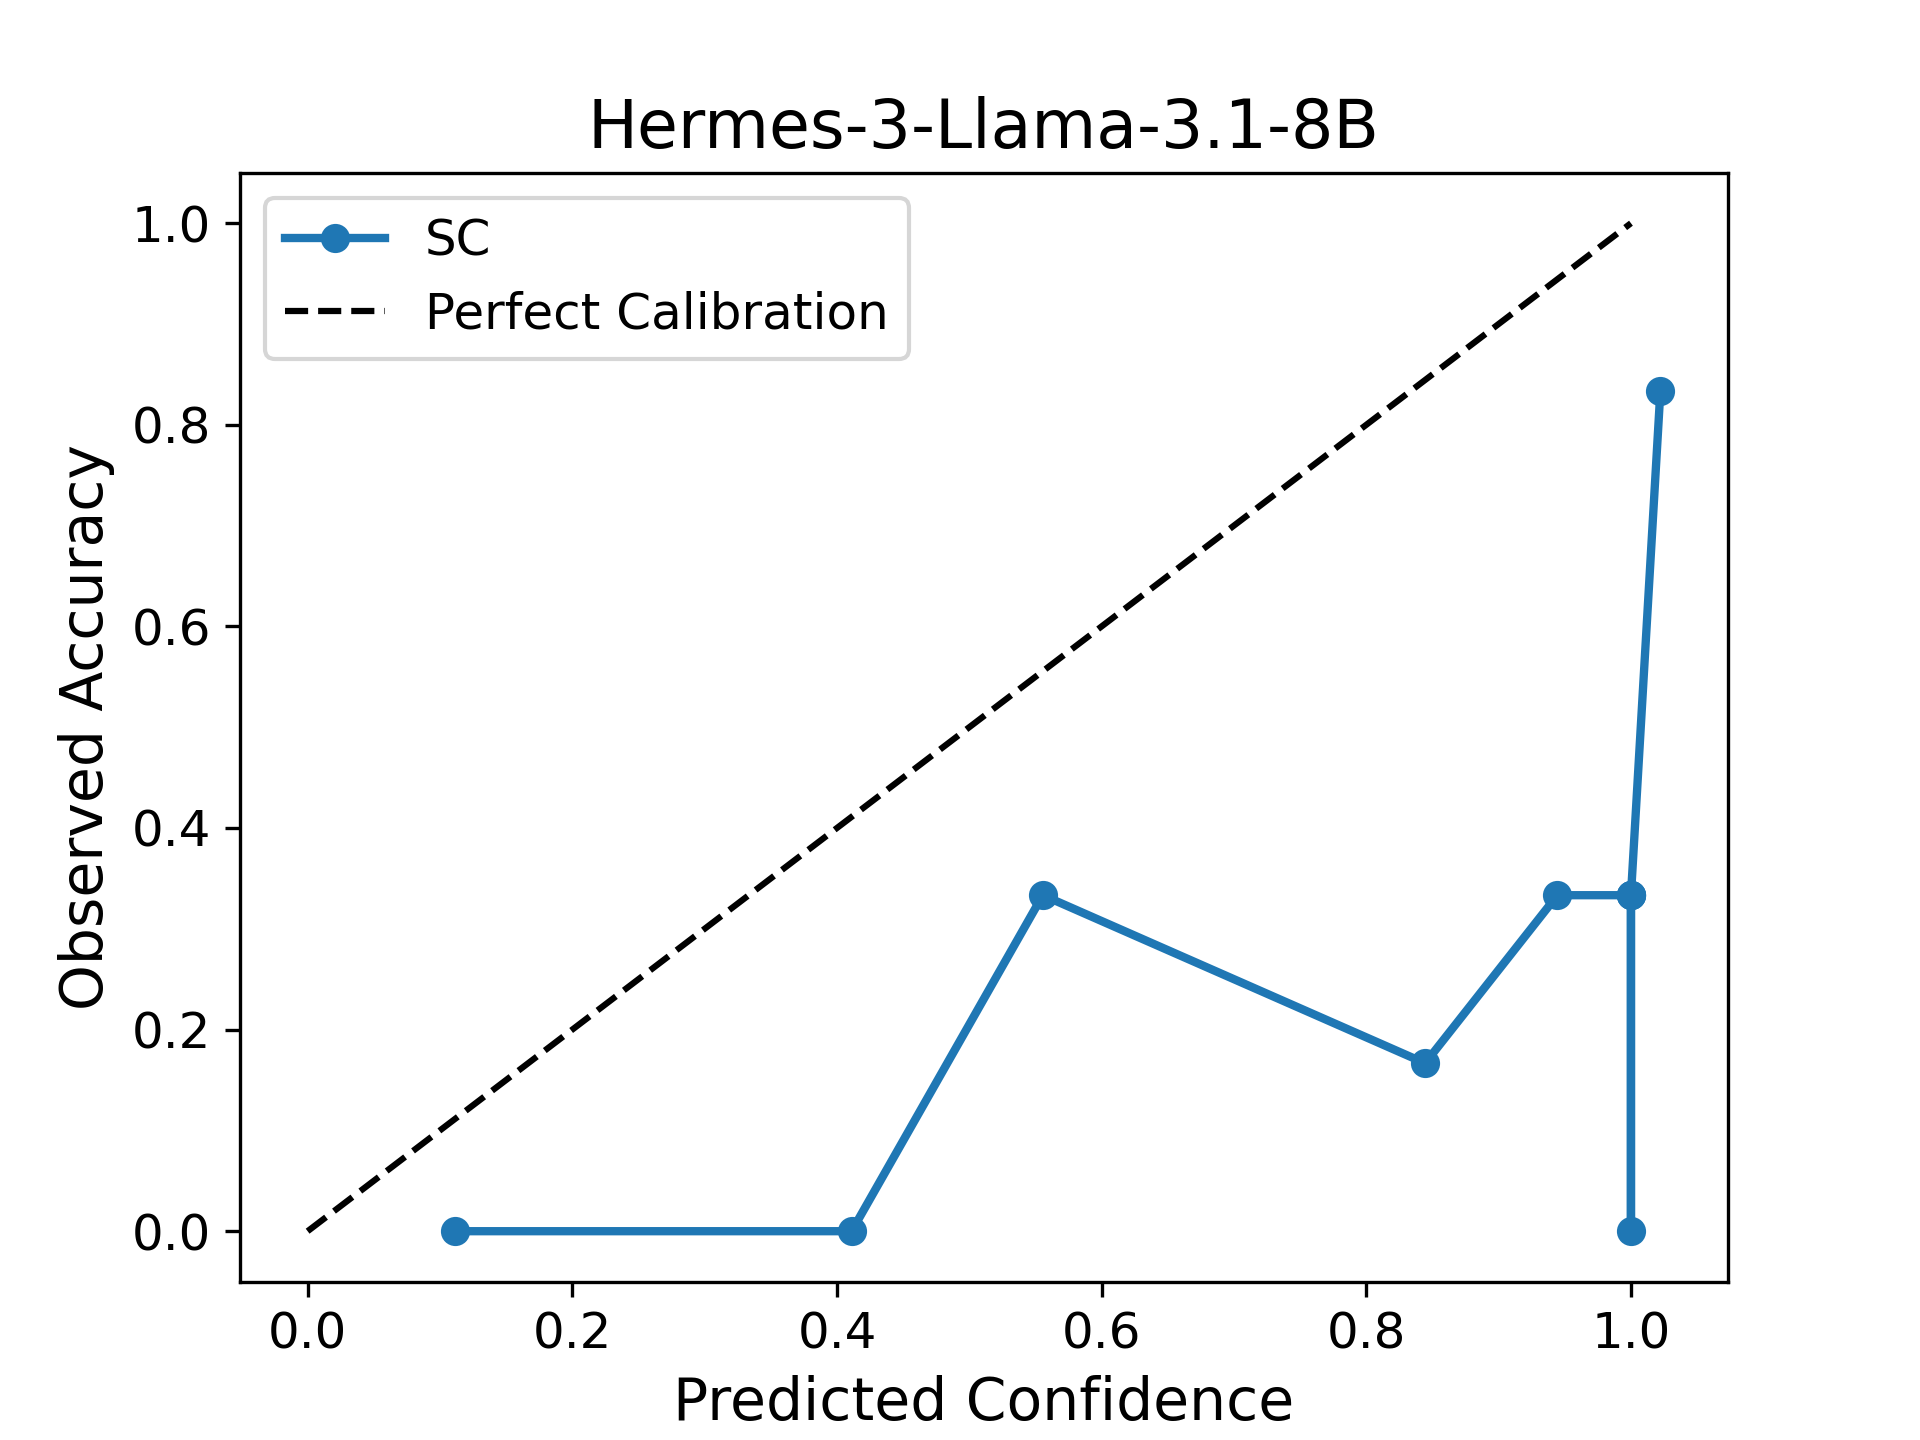 Hermes-3-Llama-3.1-8B
SC
Perfect Calibration
Observed Accuracy
1.0
0.8
0.6
0.4
0.2
0.0
0.0 0.2 0.4 0.6 0.8 1.0
Predicted Confidence